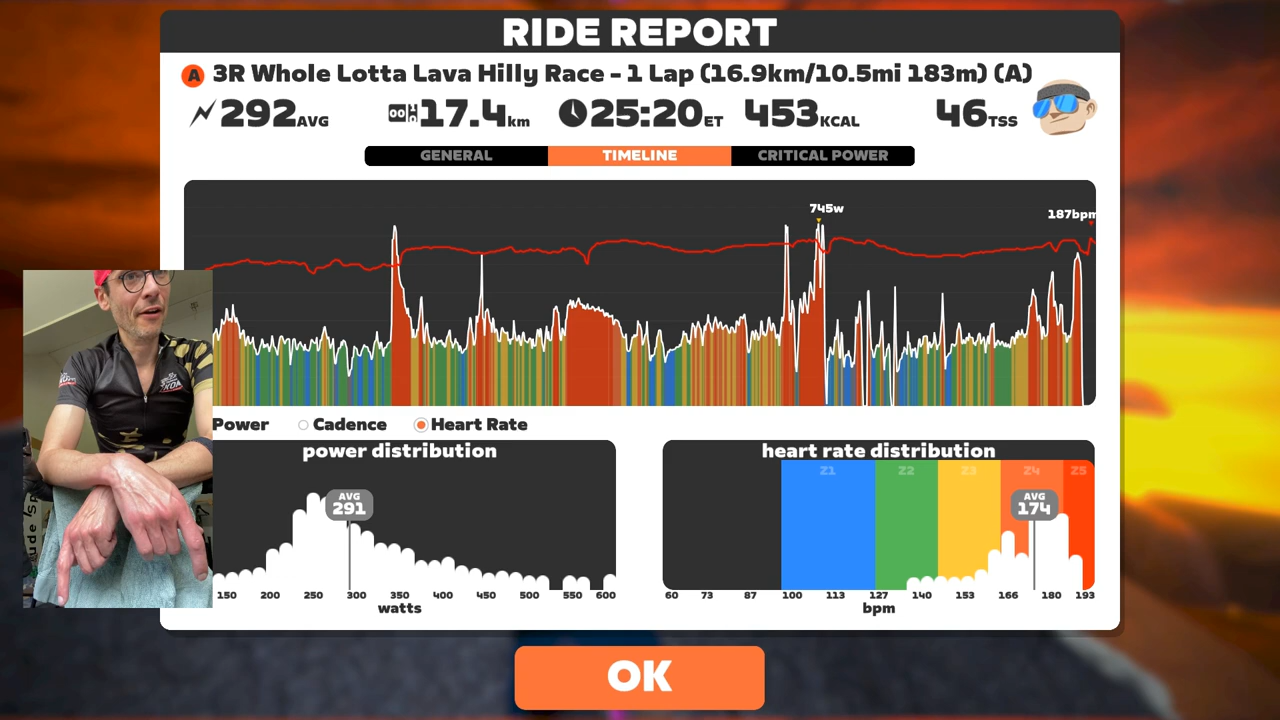 RIDE REPORT
A 3R Whole Lotta Lava Hilly Race - 1 Lap (16.9km/10.5mi 183m) (A)
292AVG 17.4km 25:20ET 453KCAL 46TSS
GENERAL TIMELINE CRITICAL POWER
745w
187bpm
Power Cadence Heart Rate
power distribution
AVG
291
150 200 250 300 350 400 450 500 550 600
watts
heart rate distribution
Z1 Z2 Z3 Z4 Z5
AVG
174
60 73 87 100 113 127 140 153 166 180 193
bpm
KOA
OK